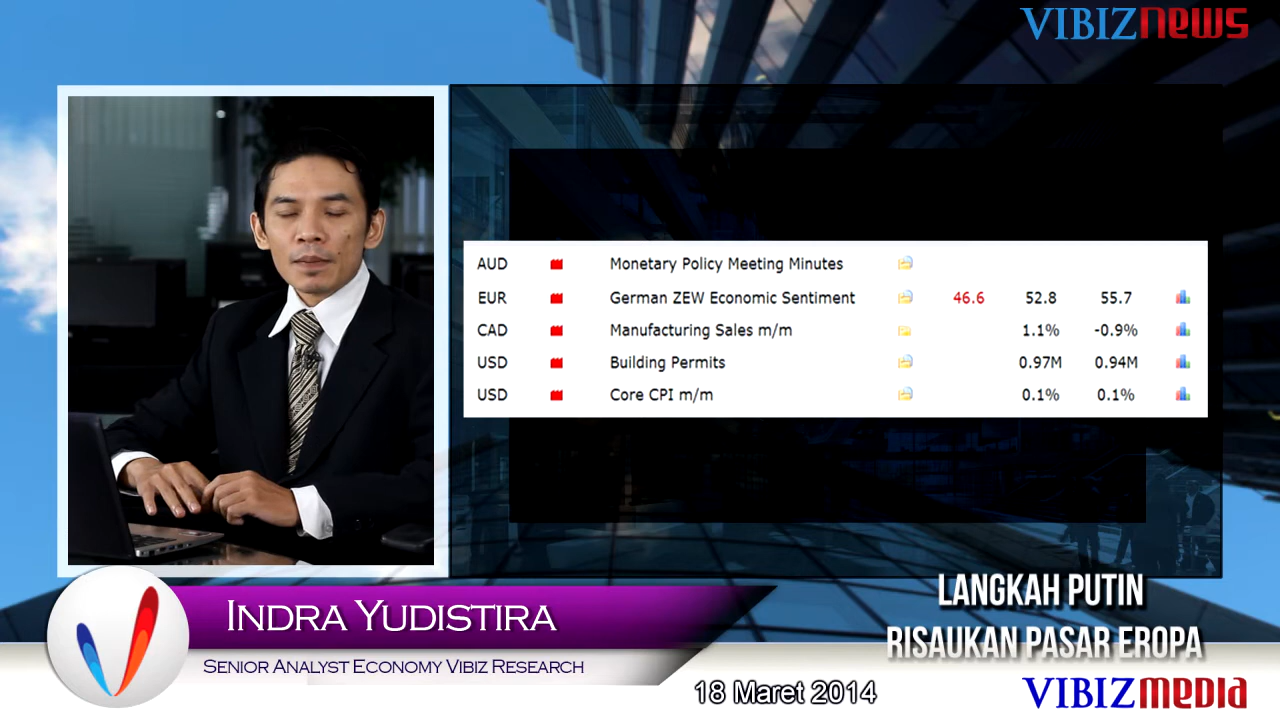 VIBIZNEWS
AUD Monetary Policy Meeting Minutes
EUR German ZEW Economic Sentiment 46.6 52.8 55.7
CAD Manufacturing Sales m/m 1.1% -0.9%
USD Building Permits 0.97M 0.94M
USD Core CPI m/m 0.1% 0.1%
INDRA YUDISTIRA
SENIOR ANALYST ECONOMY VIBIZ RESEARCH
LANGKAH PUTIN
RISAUKAN PASAR EROPA
18 Maret 2014
VIBIZMEDIA